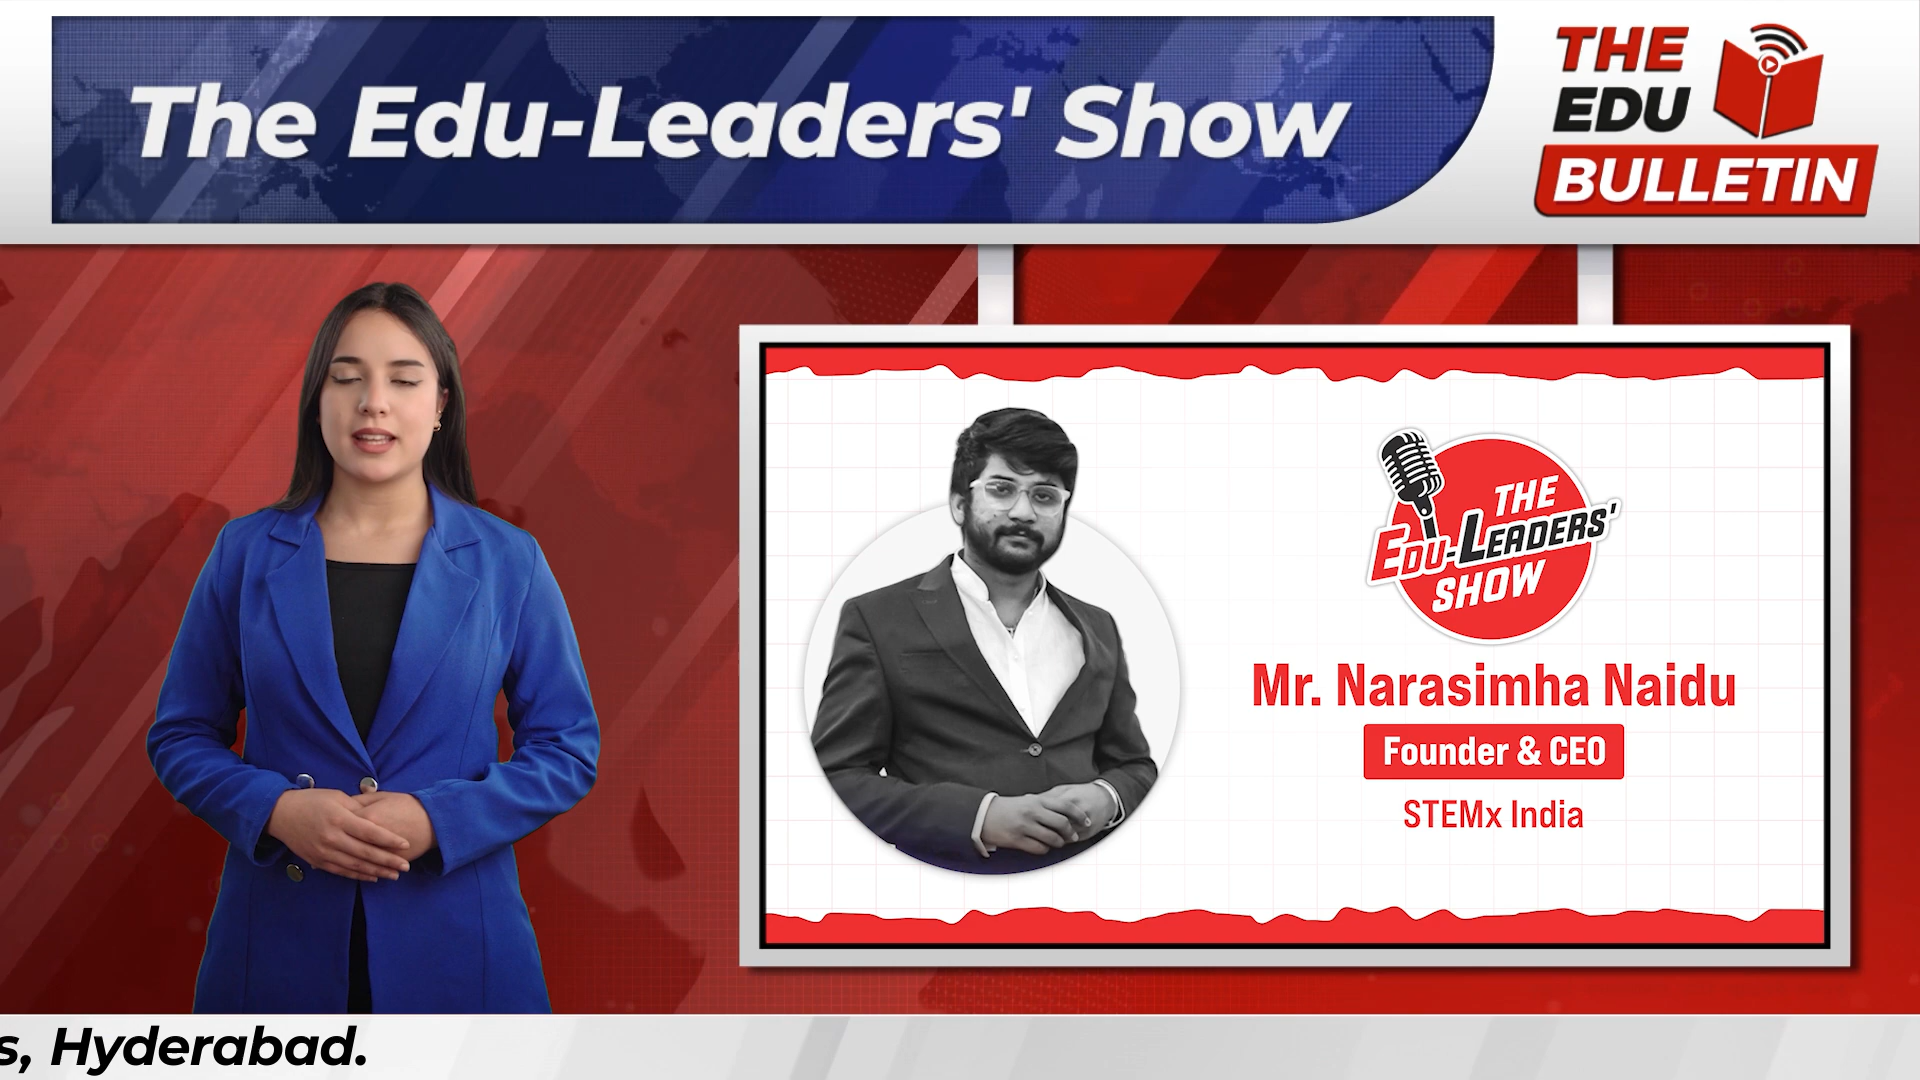 The Edu-Leaders' Show
THE
EDU
BULLETIN
THE
EDU-LEADERS'
SHOW
Mr. Narasimha Naidu
Founder & CEO
STEMx India
s, Hyderabad.